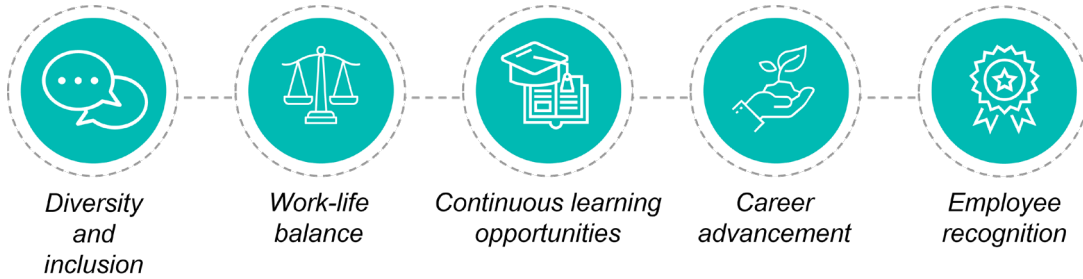 Diversity
and
inclusion
Work-life
balance
Continuous learning
opportunities
Career
advancement
Employee
recognition